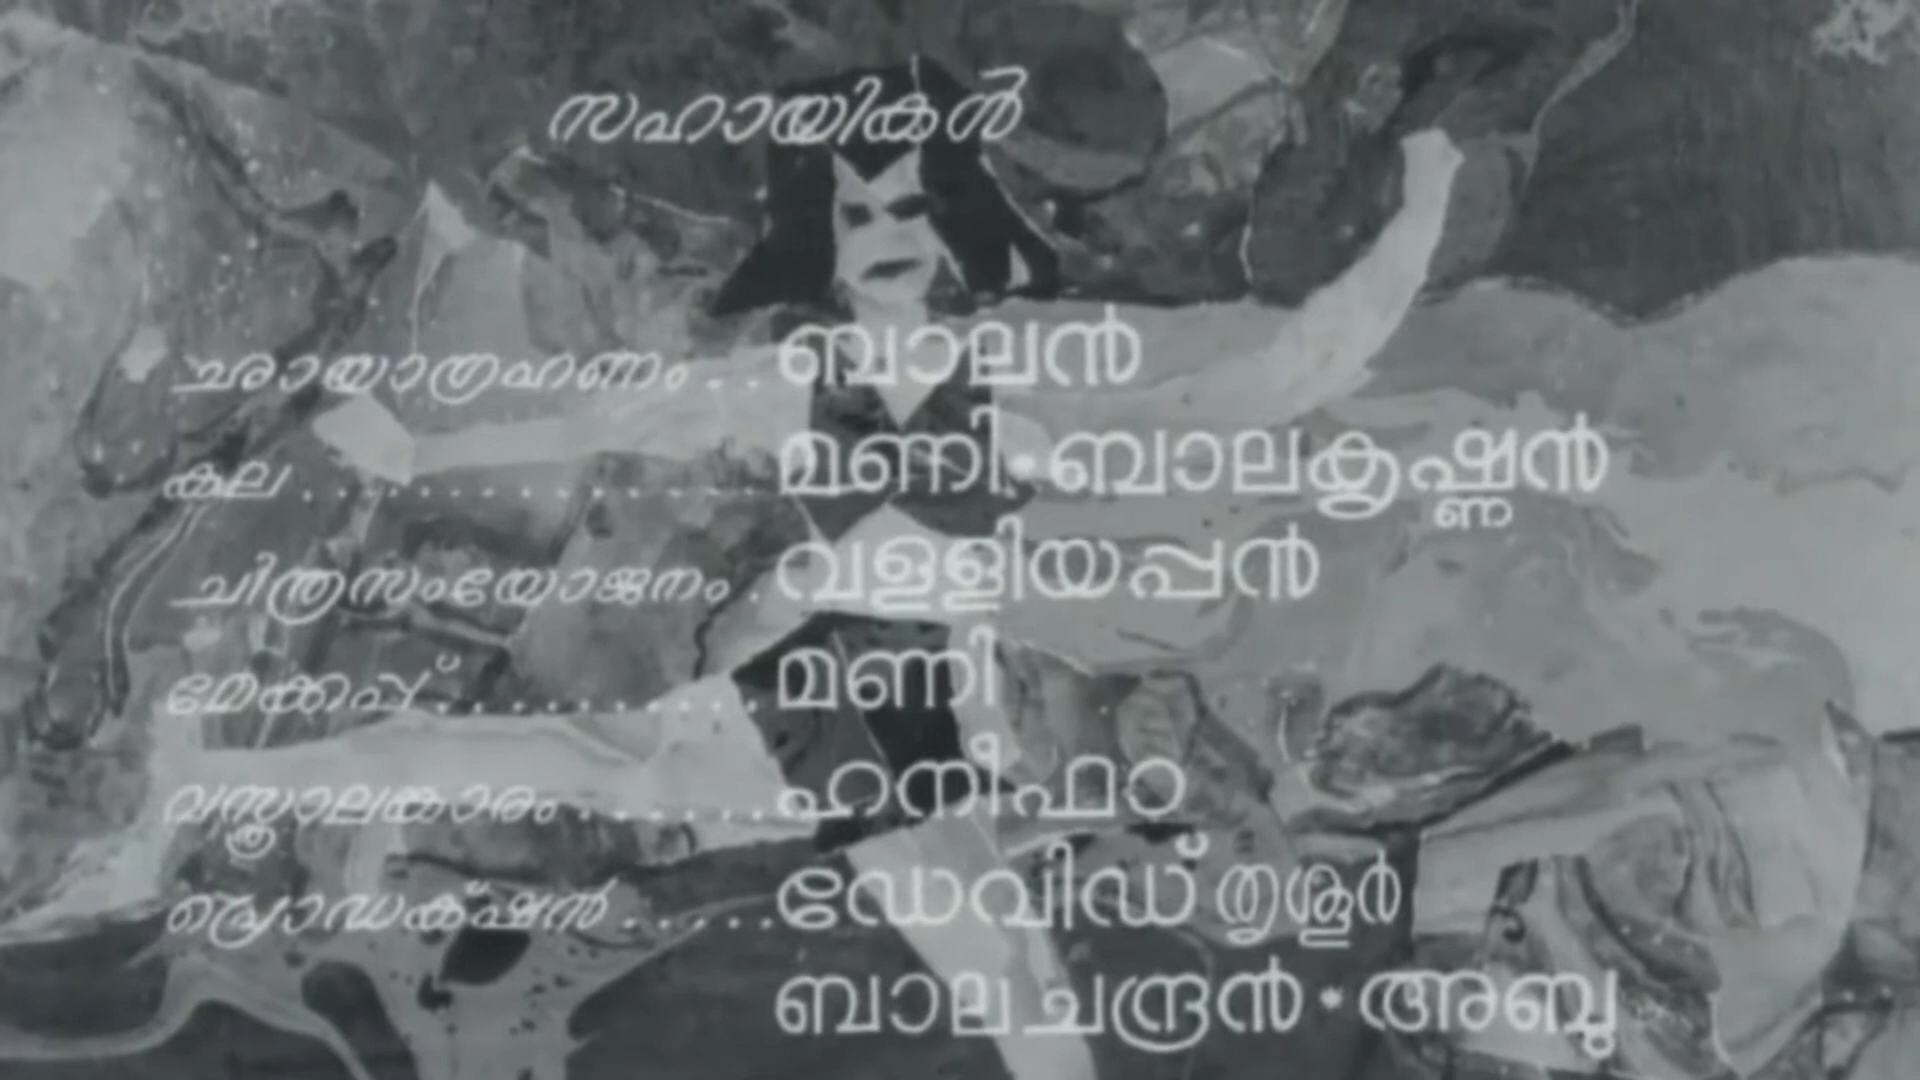 സഹായികൾ
ഛായാഗ്രഹണം . . ബാലൻ
കല . . . . . . . . . . . . . . . . മണി · ബാലകൃഷ്ണൻ
ചിത്രസംയോജനം . വള്ളിയപ്പൻ
മേക്കപ്പ് . . . . . . . . . . . മണി
വസ്ത്രാലങ്കാരം . . . . . . . ഹനീഫാ
പ്രൊഡക്ഷൻ . . . . . ഡേവിഡ് തൃശൂർ
ബാലചന്ദ്രൻ · അബു